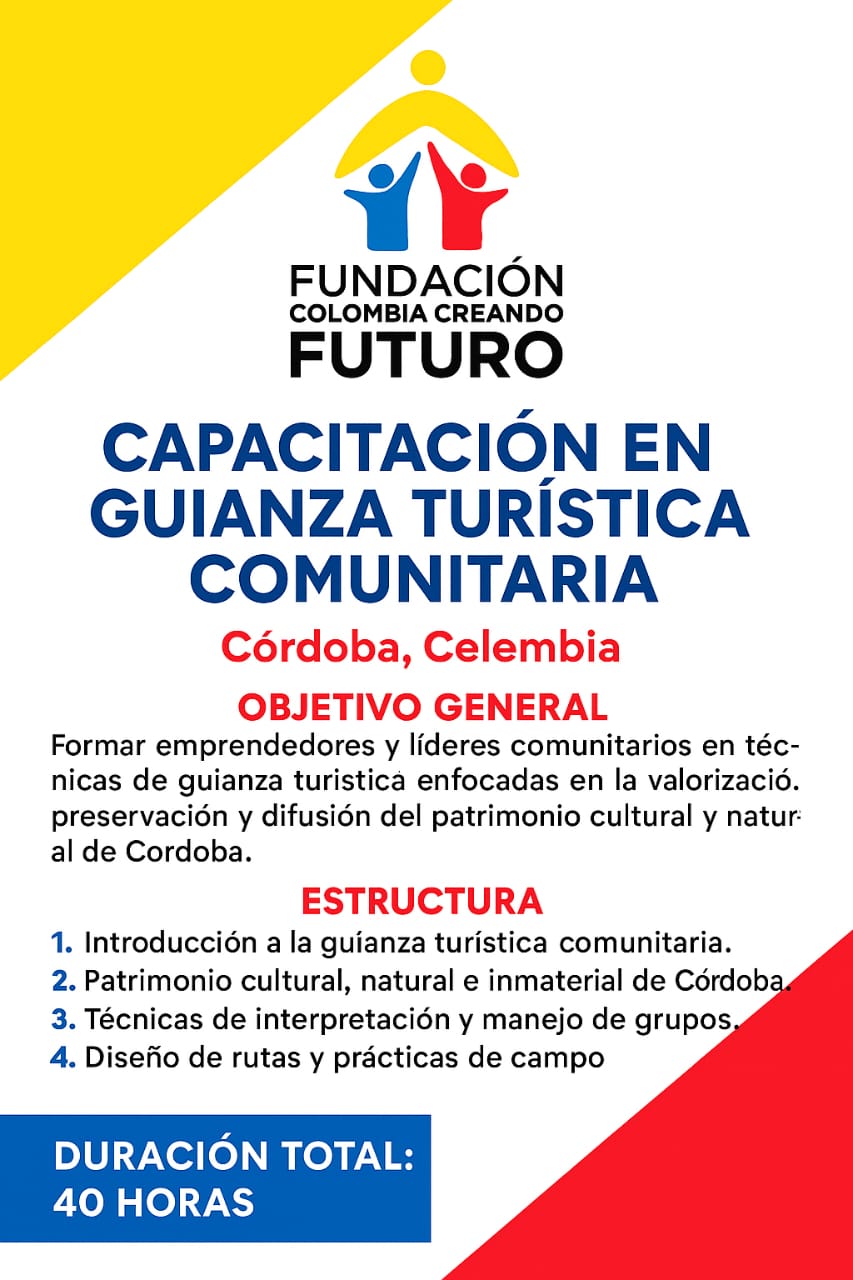 FUNDACIÓN
COLOMBIA CREANDO
FUTURO
CAPACITACIÓN EN
GUIANZA TURÍSTICA
COMUNITARIA
Córdoba, Celembia
OBJETIVO GENERAL
Formar emprendedores y líderes comunitarios en téc-
nicas de guianza turistica enfocadas en la valorizació.
preservación y difusión del patrimonio cultural y natur-
al de Cordoba.
ESTRUCTURA
1. Introducción a la guíanza turística comunitaria.
2. Patrimonio cultural, natural e inmaterial de Córdoba.
3. Técnicas de interpretación y manejo de grupos.
4. Diseño de rutas y prácticas de campo
DURACIÓN TOTAL:
40 HORAS